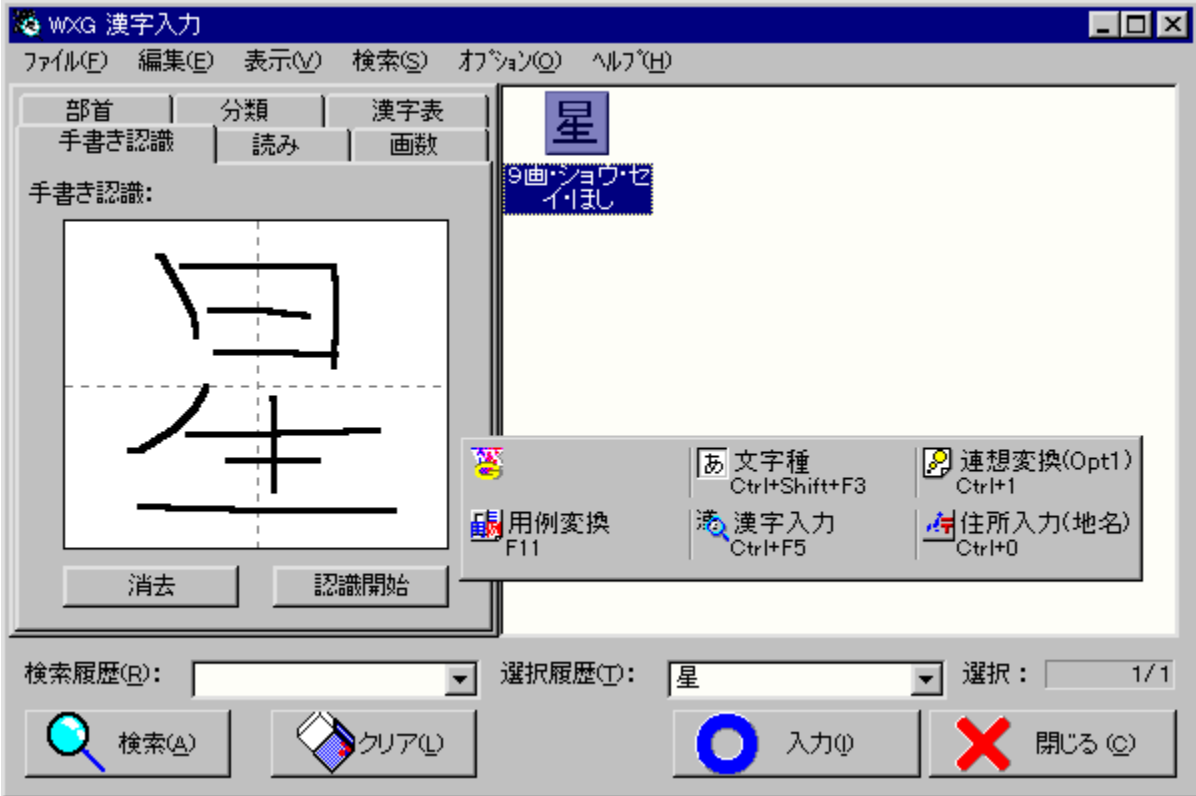 WXG 漢字入力
ファイル(F) 編集(E) 表示(V) 検索(S) オプション(O) ヘルプ(H)
部首 分類 漢字表
手書き認識 読み 画数
手書き認識:
星
星
9画・ショウ・セ
イ・ほし
あ 文字種
Ctrl+Shift+F3
連想変換(Opt1)
Ctrl+1
用例変換
F11
漢字入力
Ctrl+F5
住所入力(地名)
Ctrl+0
消去 認識開始
検索履歴(R): 選択履歴(T): 星 選択: 1/1
検索(A) クリア(L) 入力(I) 閉じる(C)